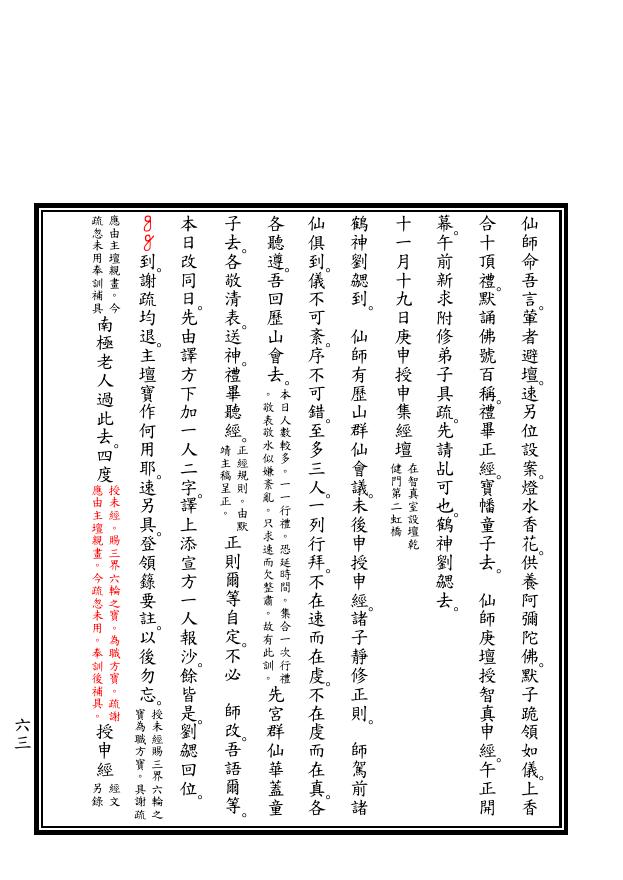 仙師命吾言。葷者避壇。速另位設案。燈水香花。供養阿彌陀佛。默子跪領如儀。上香
合十頂禮。默誦佛號百稱。禮畢正經。寶幡童子去。　仙師庚壇授智真申經。午正開
幕。午前新求附修弟子具疏。先請乩可也。鶴神劉勰去。
十一月十九日庚申授申集經壇在智真室設壇乾健門第二虹橋
鶴神劉勰到。　仙師有歷山群仙會議。未後申授申經。諸子靜修正則。　師駕前諸
仙俱到。儀不可紊。序不可錯。至多三人。一列行拜。不在速而在虔。不在虔而在真。各
各聽遵。吾回歷山會去。本日人數較多。一一行禮。恐延時間。集合一次行禮。敬表敬水似嫌紊亂。只求速而欠整肅。故有此訓。先宮群仙華蓋童
子去。各敬清表。送神。禮畢聽經。正經規則。由默靖主稿呈正。正則爾等自定。不必　師改。吾語爾等。
本日改同日。先由譯方下加一人二字。譯上添宣方一人報沙。餘皆是。劉勰回位。
到。謝疏均退。主壇寶作何用耶。速另具。登領錄要註。以後勿忘。授未經賜三界六輪之寶為職方寶。具謝疏
應由主壇親畫。今疏忽未用奉訓補具南極老人過此去。四度授未經。賜三界六輪之寶。為職方寶。疏謝應由主壇親畫。今疏忽未用。奉訓後補具。授申經經文另錄
六三